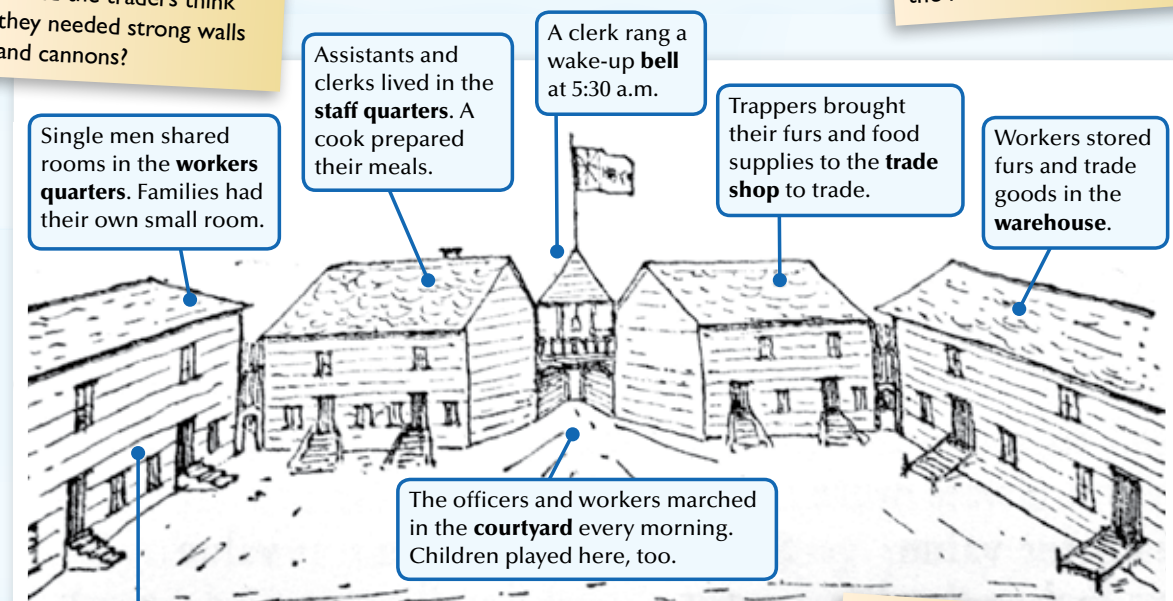 the traders think
they needed strong walls
and cannons?
Assistants and
clerks lived in the
staff quarters. A
cook prepared
their meals.
A clerk rang a
wake-up bell
at 5:30 a.m.
Single men shared
rooms in the workers
quarters. Families had
their own small room.
Trappers brought
their furs and food
supplies to the trade
shop to trade.
Workers stored
furs and trade
goods in the
warehouse.
The officers and workers marched
in the courtyard every morning.
Children played here, too.